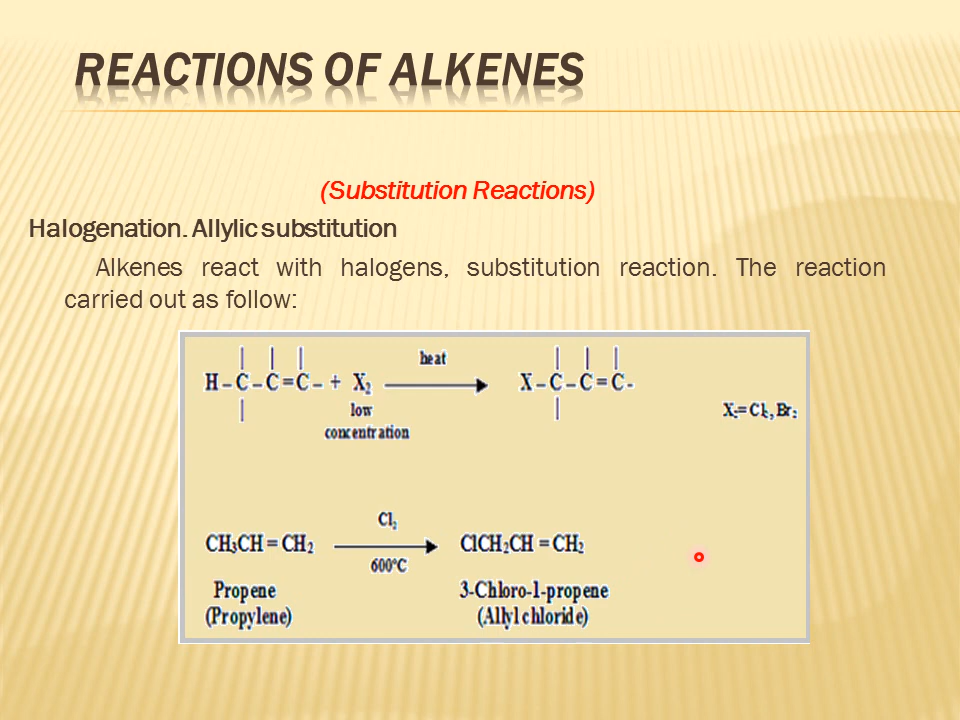 REACTIONS OF ALKENES
(Substitution Reactions)
Halogenation. Allylic substitution
Alkenes react with halogens, substitution reaction. The reaction
carried out as follow:
heat
H – C – C = C – + X₂ X – C – C = C -
low
concentration
X₂= Cl₂, Br₂
Cl₂
CH₃CH = CH₂ ClCH₂CH = CH₂
600°C
Propene 3-Chloro-1-propene
(Propylene) (Allyl chloride)